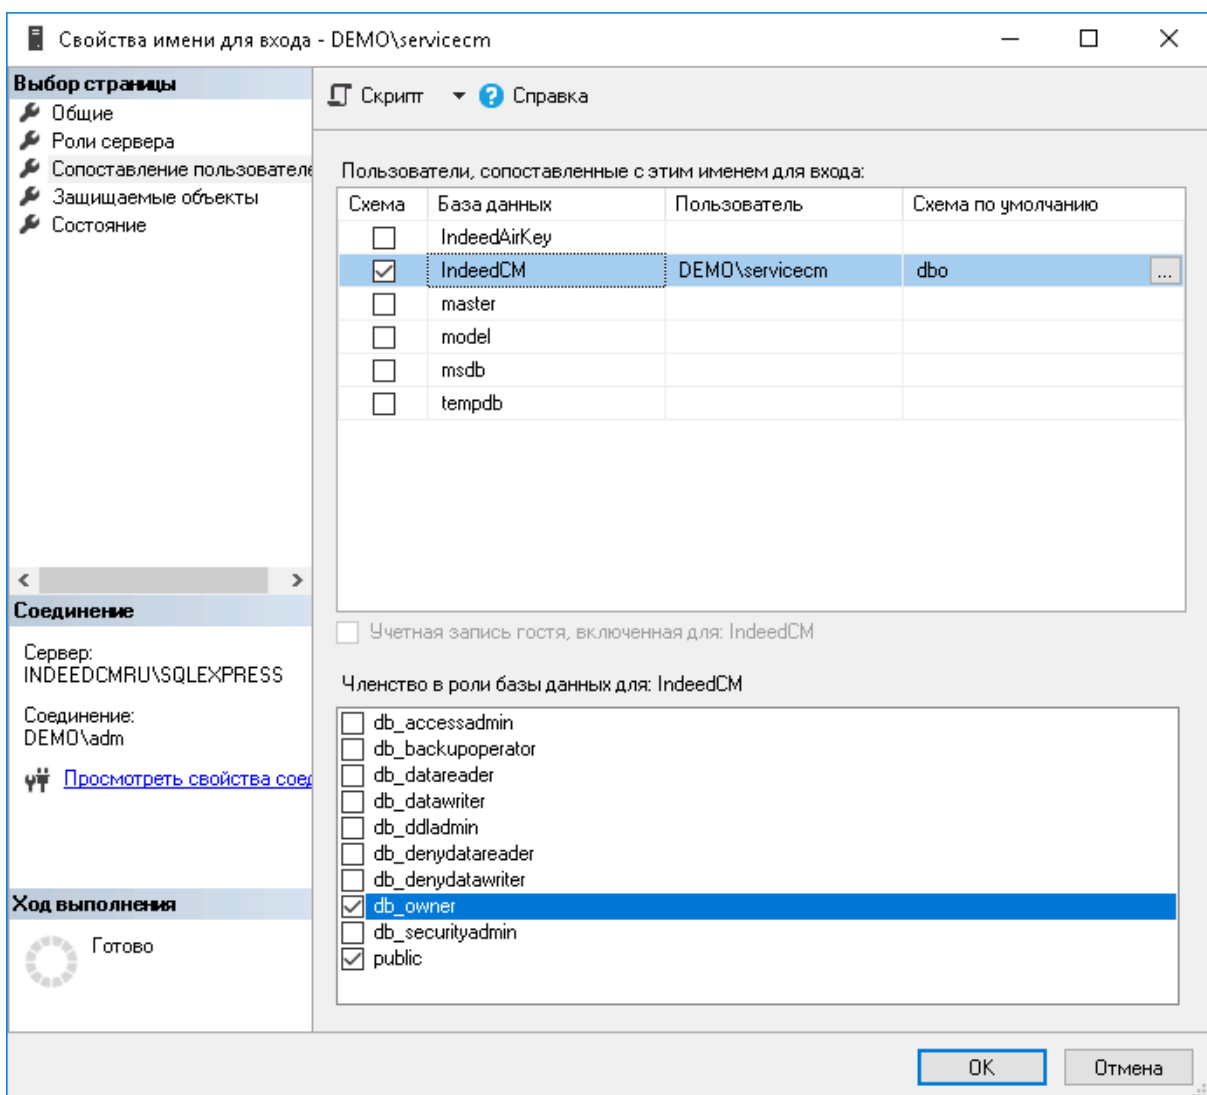 Свойства имени для входа - DEMO\servicecm
Выбор страницы
Общие
Роли сервера
Сопоставление пользователе
Защищаемые объекты
Состояние
Скрипт
Справка
Пользователи, сопоставленные с этим именем для входа:
Схема База данных Пользователь Схема по умолчанию
IndeedAirKey
IndeedCM DEMO\servicecm dbo ...
master
model
msdb
tempdb
Учетная запись гостя, включенная для: IndeedCM
Соединение
Сервер:
INDEEDCMRU\SQLEXPRESS
Соединение:
DEMO\adm
Просмотреть свойства соед
Ход выполнения
Готово
Членство в роли базы данных для: IndeedCM
db_accessadmin
db_backupoperator
db_datareader
db_datawriter
db_ddladmin
db_denydatareader
db_denydatawriter
db_owner
db_securityadmin
public
OK
Отмена